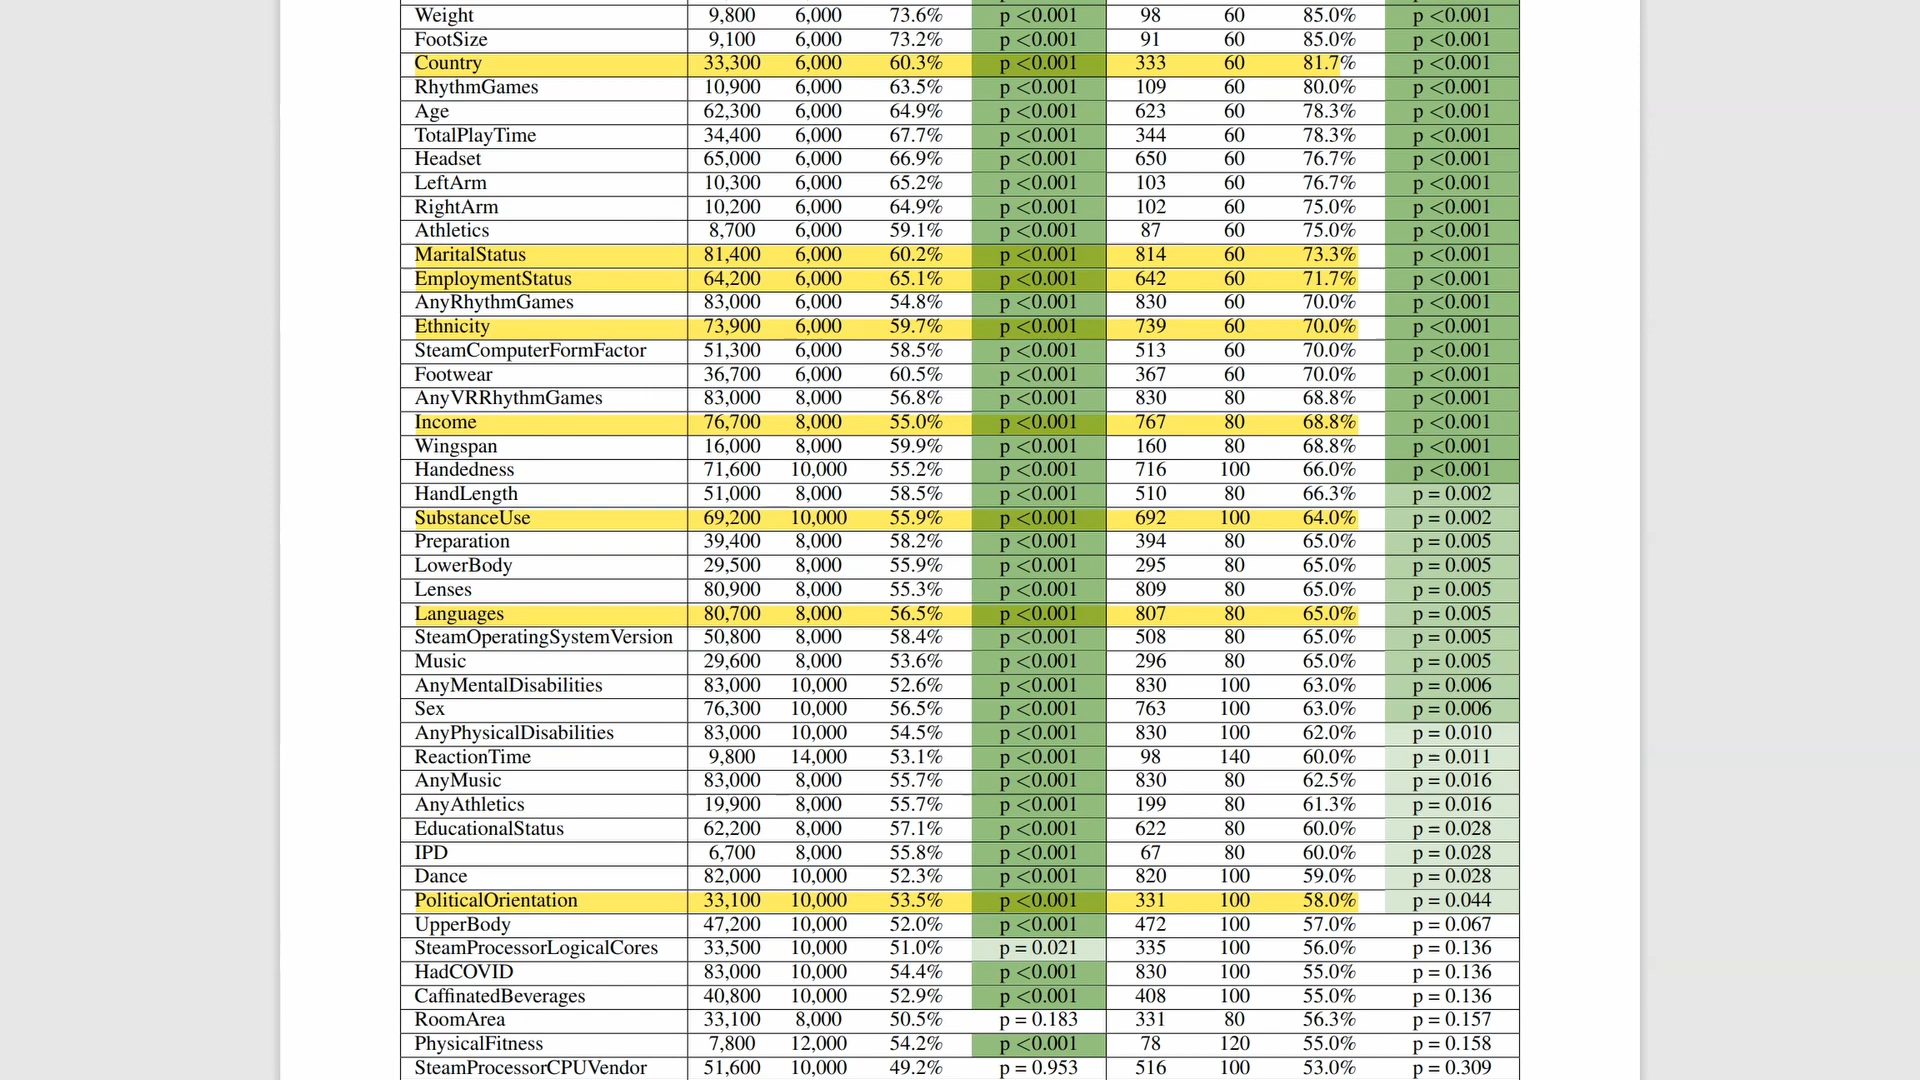 Weight 9,800 6,000 73.6% p <0.001 98 60 85.0% p <0.001
FootSize 9,100 6,000 73.2% p <0.001 91 60 85.0% p <0.001
Country 33,300 6,000 60.3% p <0.001 333 60 81.7% p <0.001
RhythmGames 10,900 6,000 63.5% p <0.001 109 60 80.0% p <0.001
Age 62,300 6,000 64.9% p <0.001 623 60 78.3% p <0.001
TotalPlayTime 34,400 6,000 67.7% p <0.001 344 60 78.3% p <0.001
Headset 65,000 6,000 66.9% p <0.001 650 60 76.7% p <0.001
LeftArm 10,300 6,000 65.2% p <0.001 103 60 76.7% p <0.001
RightArm 10,200 6,000 64.9% p <0.001 102 60 75.0% p <0.001
Athletics 8,700 6,000 59.1% p <0.001 87 60 75.0% p <0.001
MaritalStatus 81,400 6,000 60.2% p <0.001 814 60 73.3% p <0.001
EmploymentStatus 64,200 6,000 65.1% p <0.001 642 60 71.7% p <0.001
AnyRhythmGames 83,000 6,000 54.8% p <0.001 830 60 70.0% p <0.001
Ethnicity 73,900 6,000 59.7% p <0.001 739 60 70.0% p <0.001
SteamComputerFormFactor 51,300 6,000 58.5% p <0.001 513 60 70.0% p <0.001
Footwear 36,700 6,000 60.5% p <0.001 367 60 70.0% p <0.001
AnyVRRhythmGames 83,000 6,000 56.8% p <0.001 830 80 68.8% p <0.001
Income 76,700 8,000 55.0% p <0.001 767 80 68.8% p <0.001
Wingspan 16,000 8,000 59.9% p <0.001 160 80 68.8% p <0.001
Handedness 71,600 10,000 55.2% p <0.001 716 100 66.0% p <0.001
HandLength 51,000 8,000 58.5% p <0.001 510 80 66.3% p = 0.002
SubstanceUse 69,200 10,000 55.9% p <0.001 692 100 64.0% p = 0.002
Preparation 39,400 8,000 58.2% p <0.001 394 80 65.0% p = 0.005
LowerBody 29,500 8,000 55.9% p <0.001 295 80 65.0% p = 0.005
Lenses 80,900 8,000 55.3% p <0.001 809 80 65.0% p = 0.005
Languages 80,700 8,000 56.5% p <0.001 807 80 65.0% p = 0.005
SteamOperatingSystemVersion 50,800 8,000 58.4% p <0.001 508 80 65.0% p = 0.005
Music 29,600 8,000 53.6% p <0.001 296 80 65.0% p = 0.005
AnyMentalDisabilities 83,000 10,000 52.6% p <0.001 830 100 63.0% p = 0.006
Sex 76,300 10,000 56.5% p <0.001 763 100 63.0% p = 0.006
AnyPhysicalDisabilities 83,000 10,000 54.5% p <0.001 830 100 62.0% p = 0.010
ReactionTime 9,800 14,000 53.1% p <0.001 98 140 60.0% p = 0.011
AnyMusic 83,000 8,000 55.7% p <0.001 830 80 62.5% p = 0.016
AnyAthletics 19,900 8,000 55.7% p <0.001 199 80 61.3% p = 0.016
EducationalStatus 62,200 8,000 57.1% p <0.001 622 80 60.0% p = 0.028
IPD 6,700 8,000 55.8% p <0.001 67 80 60.0% p = 0.028
Dance 82,000 10,000 52.3% p <0.001 820 100 59.0% p = 0.028
PoliticalOrientation 33,100 10,000 53.5% p <0.001 331 100 58.0% p = 0.044
UpperBody 47,200 10,000 52.0% p <0.001 472 100 57.0% p = 0.067
SteamProcessorLogicalCores 33,500 10,000 51.0% p = 0.021 335 100 56.0% p = 0.136
HadCOVID 83,000 10,000 54.4% p <0.001 830 100 55.0% p = 0.136
CaffinatedBeverages 40,800 10,000 52.9% p <0.001 408 100 55.0% p = 0.136
RoomArea 33,100 8,000 50.5% p = 0.183 331 80 56.3% p = 0.157
PhysicalFitness 7,800 12,000 54.2% p <0.001 78 120 55.0% p = 0.158
SteamProcessorCPUVendor 51,600 10,000 49.2% p = 0.953 516 100 53.0% p = 0.309